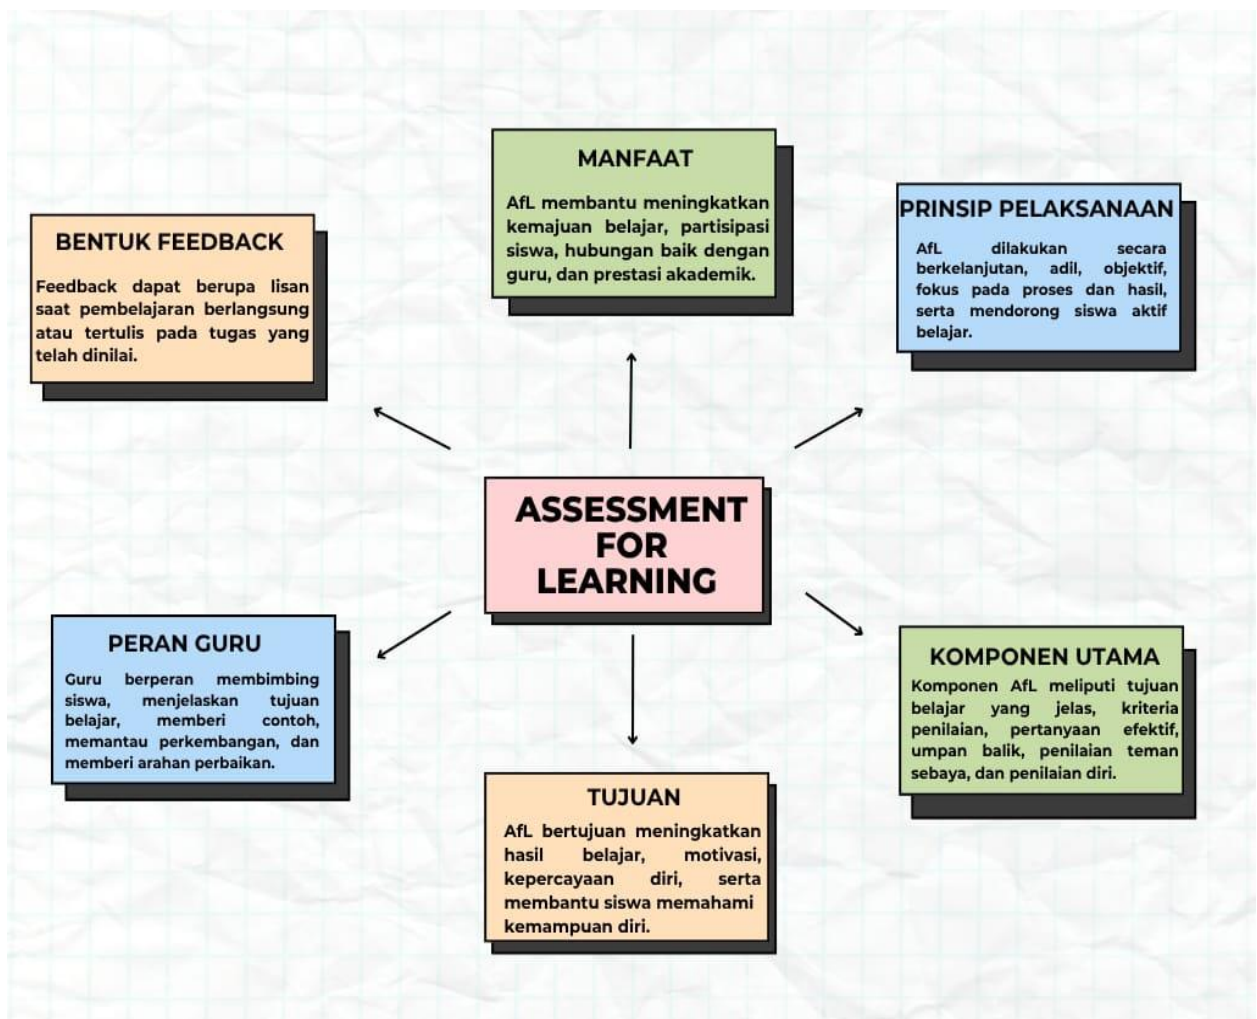 MANFAAT
AfL membantu meningkatkan
kemajuan belajar, partisipasi
siswa, hubungan baik dengan
guru, dan prestasi akademik.
PRINSIP PELAKSANAAN
AfL dilakukan secara
berkelanjutan, adil, objektif,
fokus pada proses dan hasil,
serta mendorong siswa aktif
belajar.
BENTUK FEEDBACK
Feedback dapat berupa lisan
saat pembelajaran berlangsung
atau tertulis pada tugas yang
telah dinilai.
ASSESSMENT
FOR
LEARNING
PERAN GURU
Guru berperan membimbing
siswa, menjelaskan tujuan
belajar, memberi contoh,
memantau perkembangan, dan
memberi arahan perbaikan.
KOMPONEN UTAMA
Komponen AfL meliputi tujuan
belajar yang jelas, kriteria
penilaian, pertanyaan efektif,
umpan balik, penilaian teman
sebaya, dan penilaian diri.
TUJUAN
AfL bertujuan meningkatkan
hasil belajar, motivasi,
kepercayaan diri, serta
membantu siswa memahami
kemampuan diri.